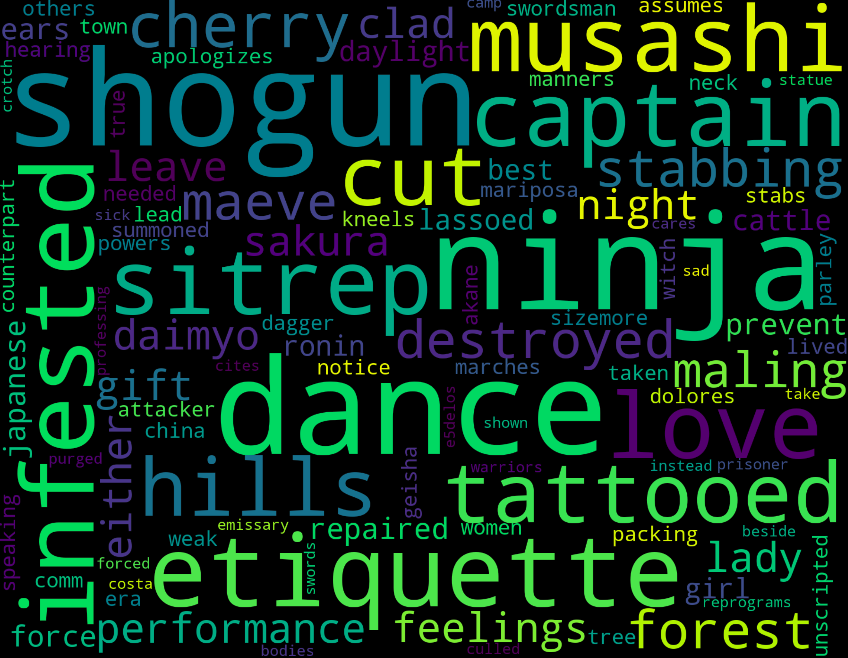 others
camp
swordsman
assumes
ears
town
cherry
clad
musashi
hearing
apologizes
daylight
shogun
crotch
true
manners
neck
statue
captain
leave
cut
best
stabbing
needed
maeve
mariposa
night
stabs
counterpart
infested
sick
lead
kneels
lassoed
cares
cattle
summoned
powers
sakura
ninja
witch
sad
parley
professing
sitrep
akane
dagger
sizemore
prevent
japanese
daimyo
ronin
destroyed
lived
cites
notice
marches
taken
maling
gift
dance
attacker
dolores
take
china
either
e5delos
shown
love
purged
hills
geisha
warriors
instead
prisoner
speaking
tattooed
emissary
repaired
women
packing
beside
weak
etiquette
lady
unscripted
forced
comm
costa
swords
girl
era
reprograms
force
performance
feelings
tree
forest
bodies
culled